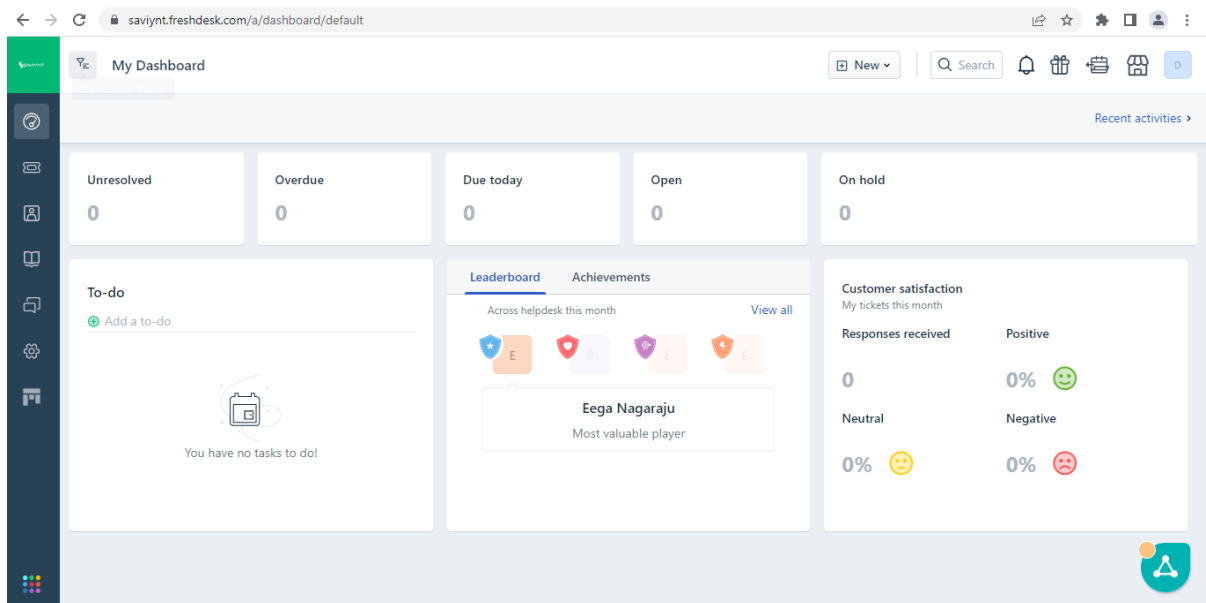 saviynt.freshdesk.com/a/dashboard/default
My Dashboard
New
Search
D
Recent activities
Unresolved
0
Overdue
0
Due today
0
Open
0
On hold
0
To-do
Add a to-do
You have no tasks to do!
Leaderboard Achievements
Across helpdesk this month View all
E P E E
Eega Nagaraju
Most valuable player
Customer satisfaction
My tickets this month
Responses received Positive
0 0%
Neutral Negative
0% 0%